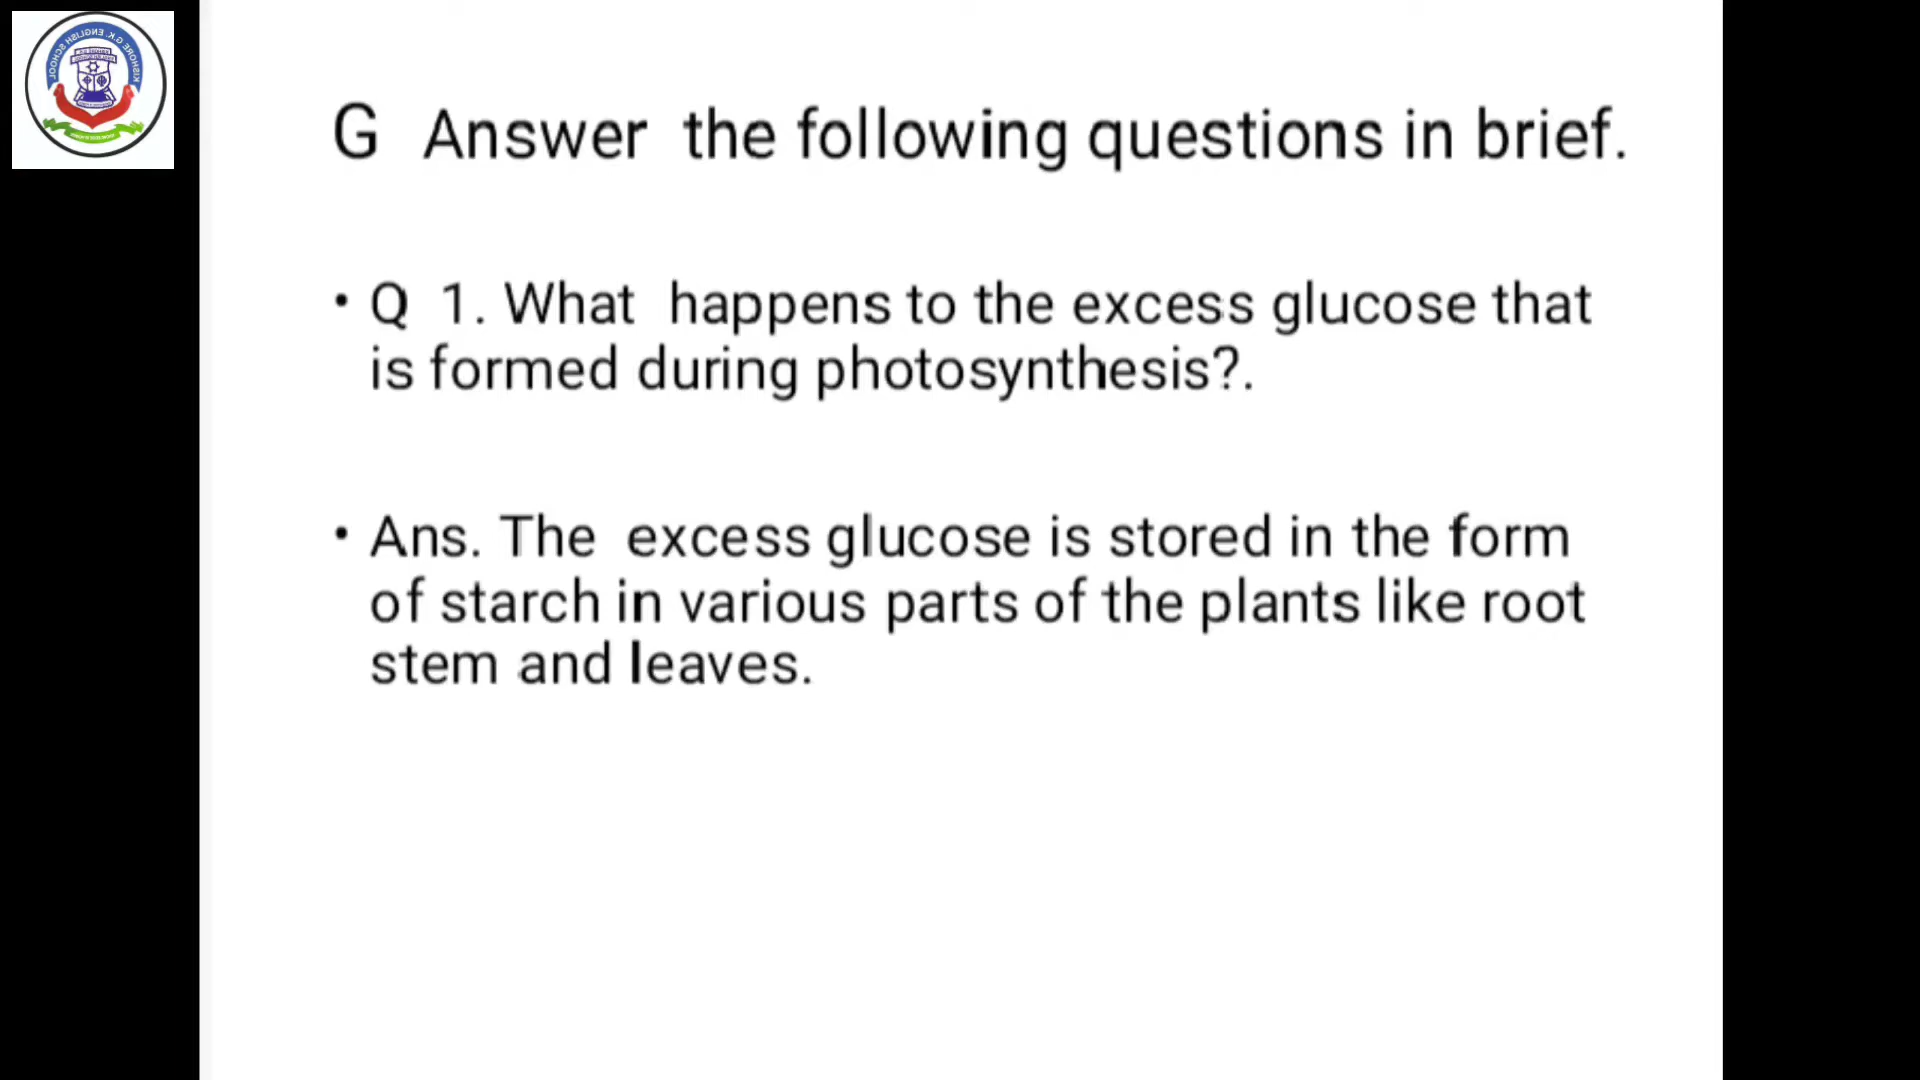 G Answer the following questions in brief.
• Q 1. What happens to the excess glucose that
is formed during photosynthesis?.
• Ans. The excess glucose is stored in the form
of starch in various parts of the plants like root
stem and leaves.